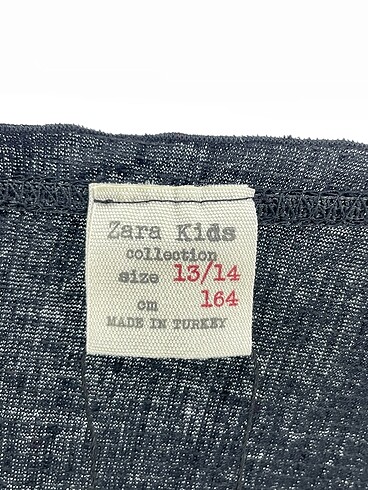 Zara Kids
collection
size 13/14
cm 164
MADE IN TURKEY